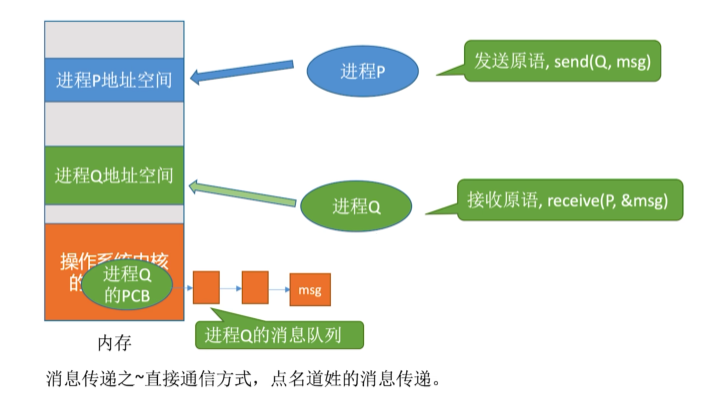 进程P地址空间
进程P
发送原语, send(Q, msg)
进程Q地址空间
进程Q
接收原语, receive(P, &msg)
操作系统内核
的
进程Q
的PCB
msg
进程Q的消息队列
内存
消息传递之~直接通信方式，点名道姓的消息传递。